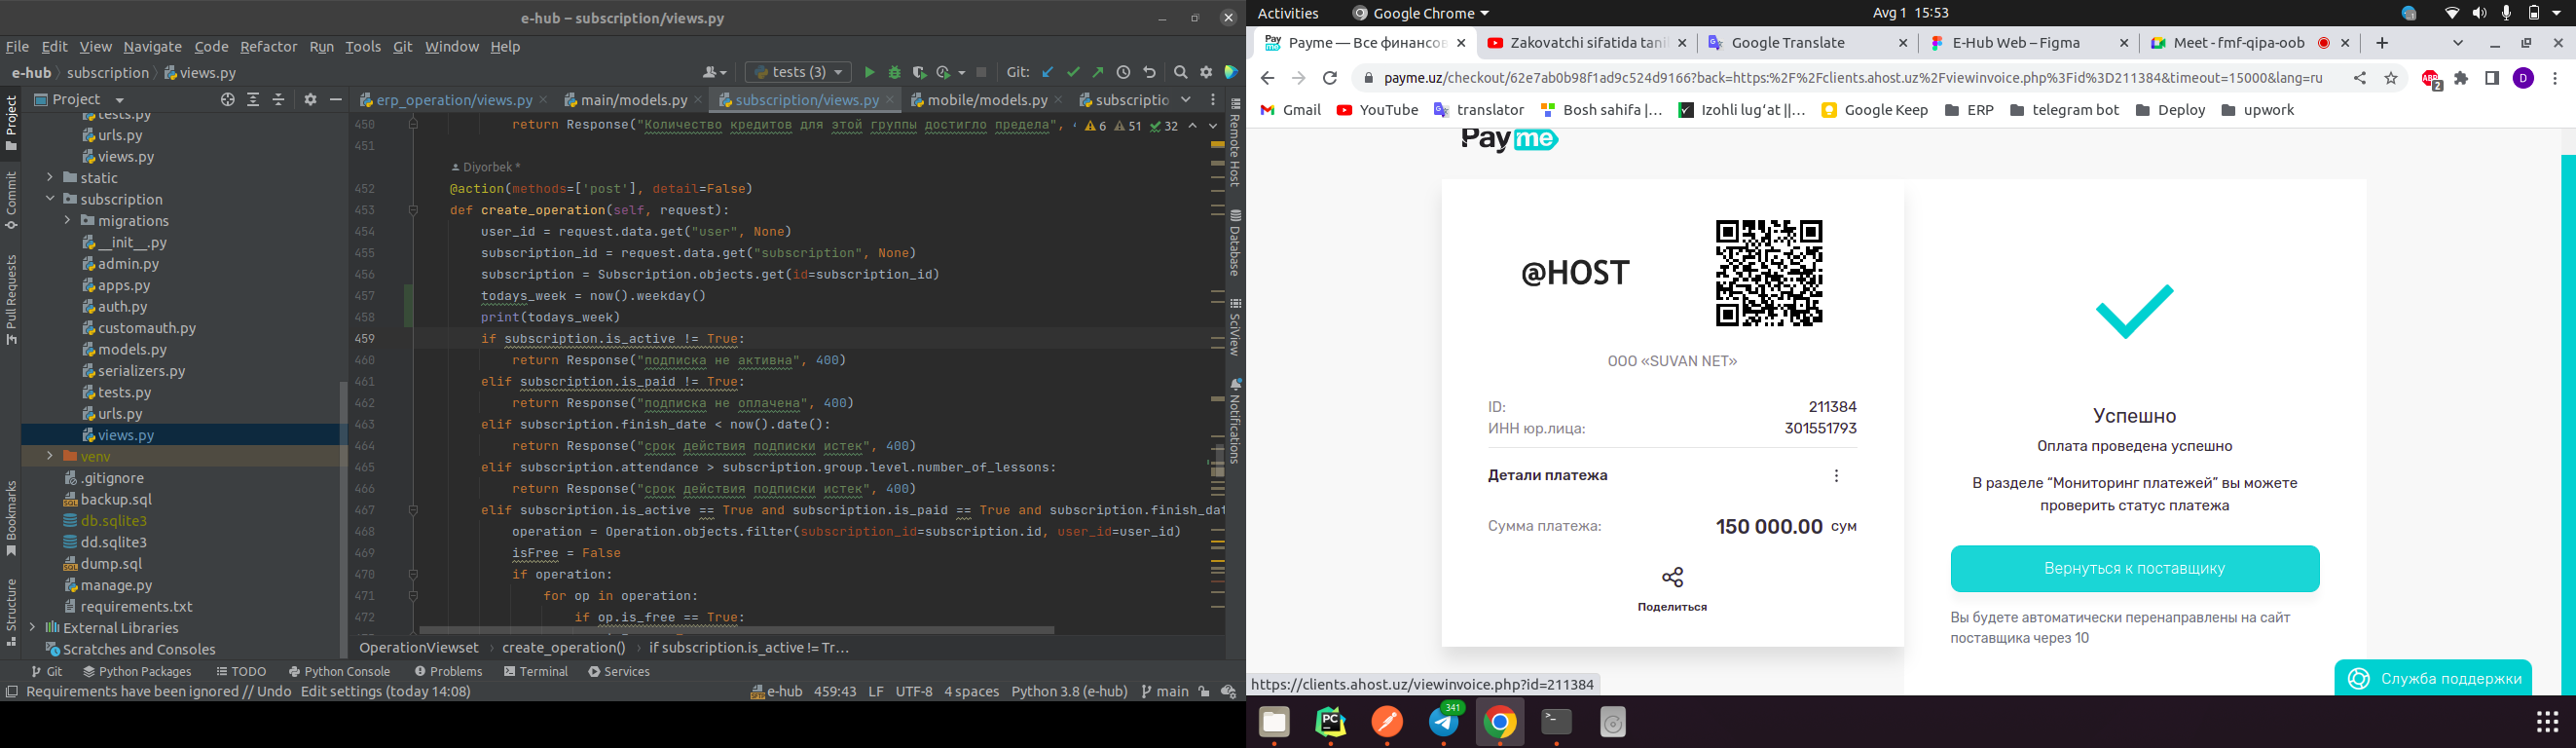 e-hub – subscription/views.py
File Edit View Navigate Code Refactor Run Tools Git Window Help
e-hub subscription views.py
tests (3)
Git:
Project
erp_operation/views.py
main/models.py
subscription/views.py
mobile/models.py
subscriptio
tests.py
urls.py
views.py
static
subscription
migrations
__init__.py
admin.py
apps.py
auth.py
customauth.py
models.py
serializers.py
tests.py
urls.py
views.py
venv
.gitignore
backup.sql
db.sqlite3
dd.sqlite3
dump.sql
manage.py
requirements.txt
External Libraries
Scratches and Consoles
Project
Commit
Pull Requests
Bookmarks
Structure
450 return Response("Количество кредитов для этой группы достигло предела",
6 51 32
451
Diyorbek *
452 @action(methods=['post'], detail=False)
453 def create_operation(self, request):
454 user_id = request.data.get("user", None)
455 subscription_id = request.data.get("subscription", None)
456 subscription = Subscription.objects.get(id=subscription_id)
457 todays_week = now().weekday()
458 print(todays_week)
459 if subscription.is_active != True:
460 return Response("подписка не активна", 400)
461 elif subscription.is_paid != True:
462 return Response("подписка не оплачена", 400)
463 elif subscription.finish_date < now().date():
464 return Response("срок действия подписки истек", 400)
465 elif subscription.attendance > subscription.group.level.number_of_lessons:
466 return Response("срок действия подписки истек", 400)
467 elif subscription.is_active == True and subscription.is_paid == True and subscription.finish_dat
468 operation = Operation.objects.filter(subscription_id=subscription.id, user_id=user_id)
469 isFree = False
470 if operation:
471 for op in operation:
472 if op.is_free == True:
Remote Host
Database
SciView
Notifications
OperationViewset create_operation() if subscription.is_active != Tr...
Git Python Packages TODO Python Console Problems Terminal Services
Requirements have been ignored // Undo Edit settings (today 14:08)
e-hub 459:43 LF UTF-8 4 spaces Python 3.8 (e-hub) main
Activities Google Chrome Avg 1 15:53
Payme — Все финансов
Zakovatchi sifatida tani
Google Translate
E-Hub Web – Figma
Meet - fmf-qipa-oob
payme.uz/checkout/62e7ab0b98f1ad9c524d9166?back=https:%2F%2Fclients.ahost.uz%2Fviewinvoice.php%3Fid%3D211384&timeout=15000&lang=ru
ABP 2 D
Gmail YouTube translator Bosh sahifa |... Izohli lugʻat ||... Google Keep ERP telegram bot Deploy upwork
Pay me
@HOST
ООО «SUVAN NET»
ID: 211384
ИНН юр.лица: 301551793
Детали платежа
Сумма платежа: 150 000.00 сум
Поделиться
Успешно
Оплата проведена успешно
В разделе “Мониторинг платежей” вы можете
проверить статус платежа
Вернуться к поставщику
Вы будете автоматически перенаправлены на сайт
поставщика через 10
Служба поддержки
https://clients.ahost.uz/viewinvoice.php?id=211384
PC
341